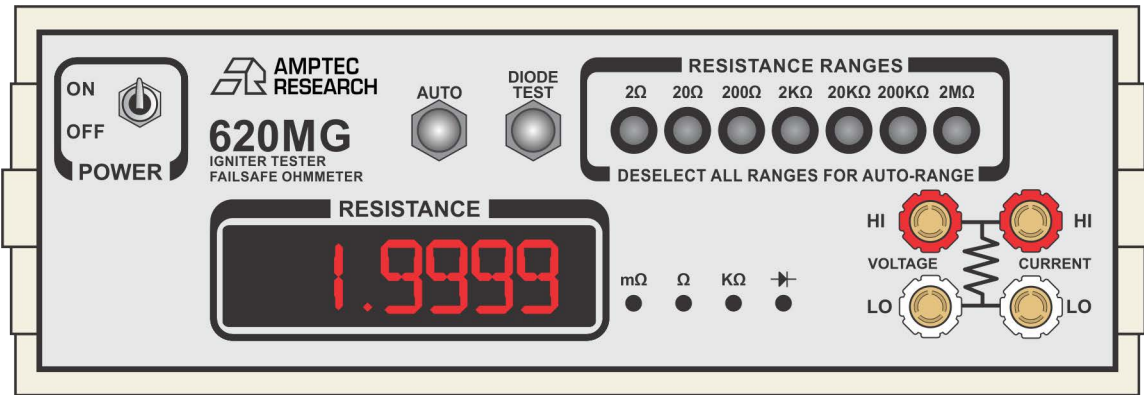 ON
OFF
POWER
AMPTEC
RESEARCH
620MG
IGNITER TESTER
FAILSAFE OHMMETER
AUTO
DIODE
TEST
RESISTANCE RANGES
2Ω 20Ω 200Ω 2KΩ 20KΩ 200KΩ 2MΩ
DESELECT ALL RANGES FOR AUTO-RANGE
RESISTANCE
1.9999
mΩ Ω KΩ
HI HI
VOLTAGE CURRENT
LO LO